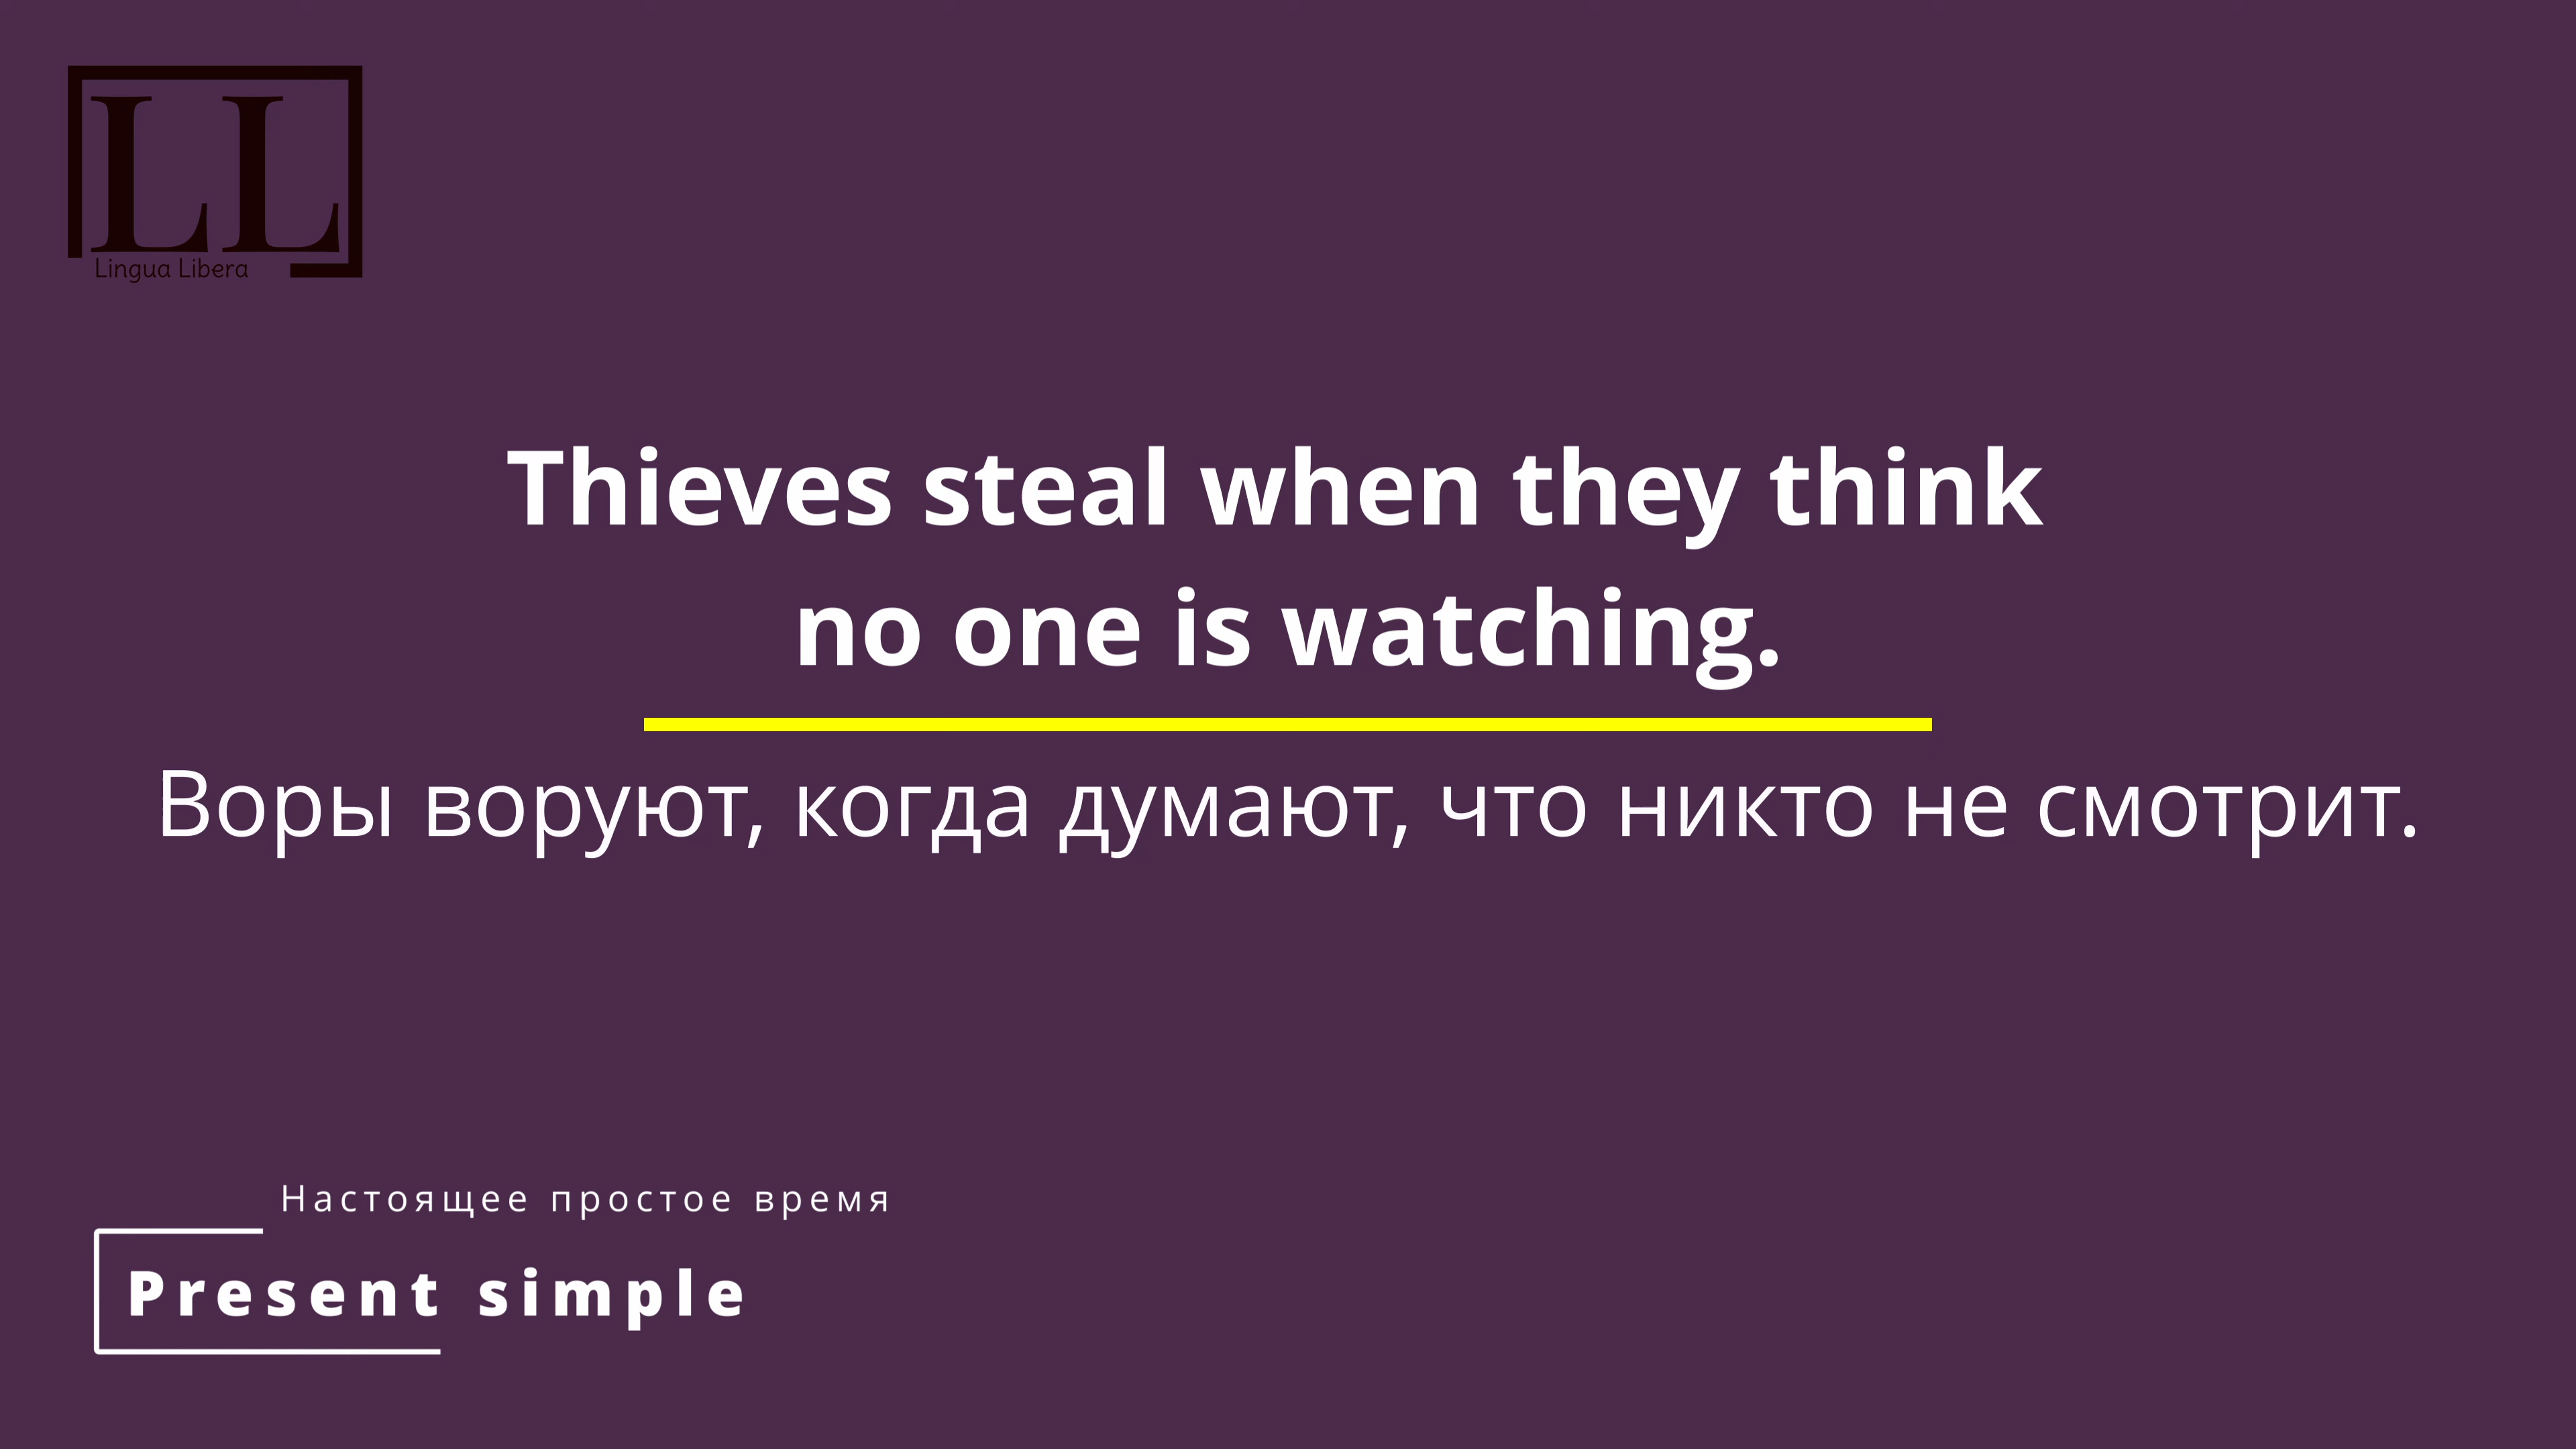 LL
Lingua Libera
Thieves steal when they think
no one is watching.
Воры воруют, когда думают, что никто не смотрит.
Настоящее простое время
Present simple